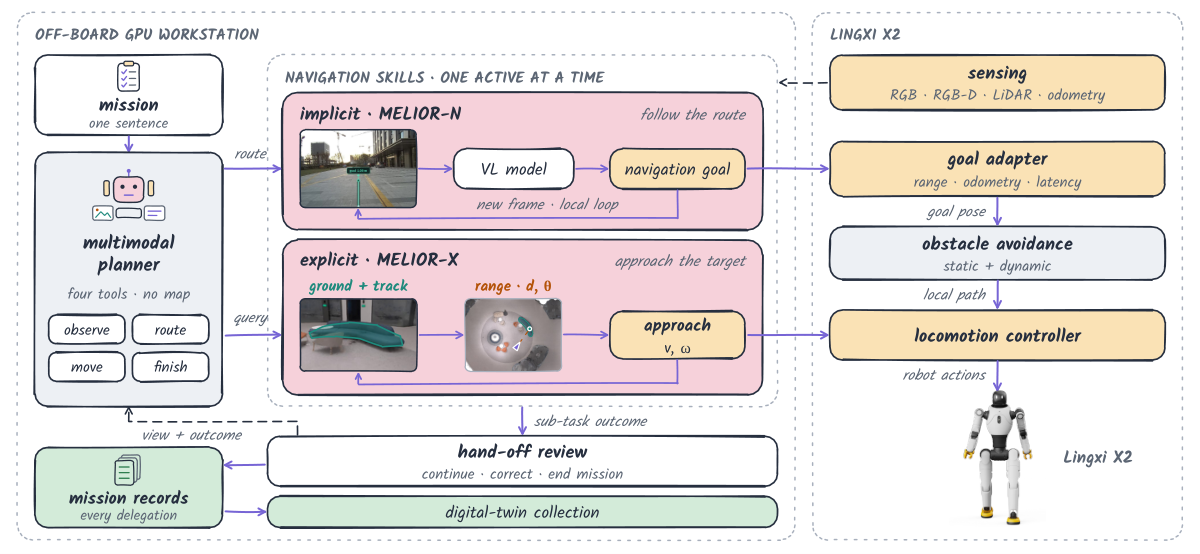 OFF-BOARD GPU WORKSTATION
mission
one sentence
multimodal
planner
four tools · no map
observe
route
move
finish
route
query
NAVIGATION SKILLS · ONE ACTIVE AT A TIME
implicit · MELIOR-N
follow the route
VL model
navigation goal
new frame · local loop
explicit · MELIOR-X
approach the target
ground + track
range · d, θ
approach
v, ω
sub-task outcome
view + outcome
hand-off review
continue · correct · end mission
mission records
every delegation
digital-twin collection
LINGXI X2
sensing
RGB · RGB-D · LiDAR · odometry
goal adapter
range · odometry · latency
goal pose
obstacle avoidance
static + dynamic
local path
locomotion controller
robot actions
Lingxi X2